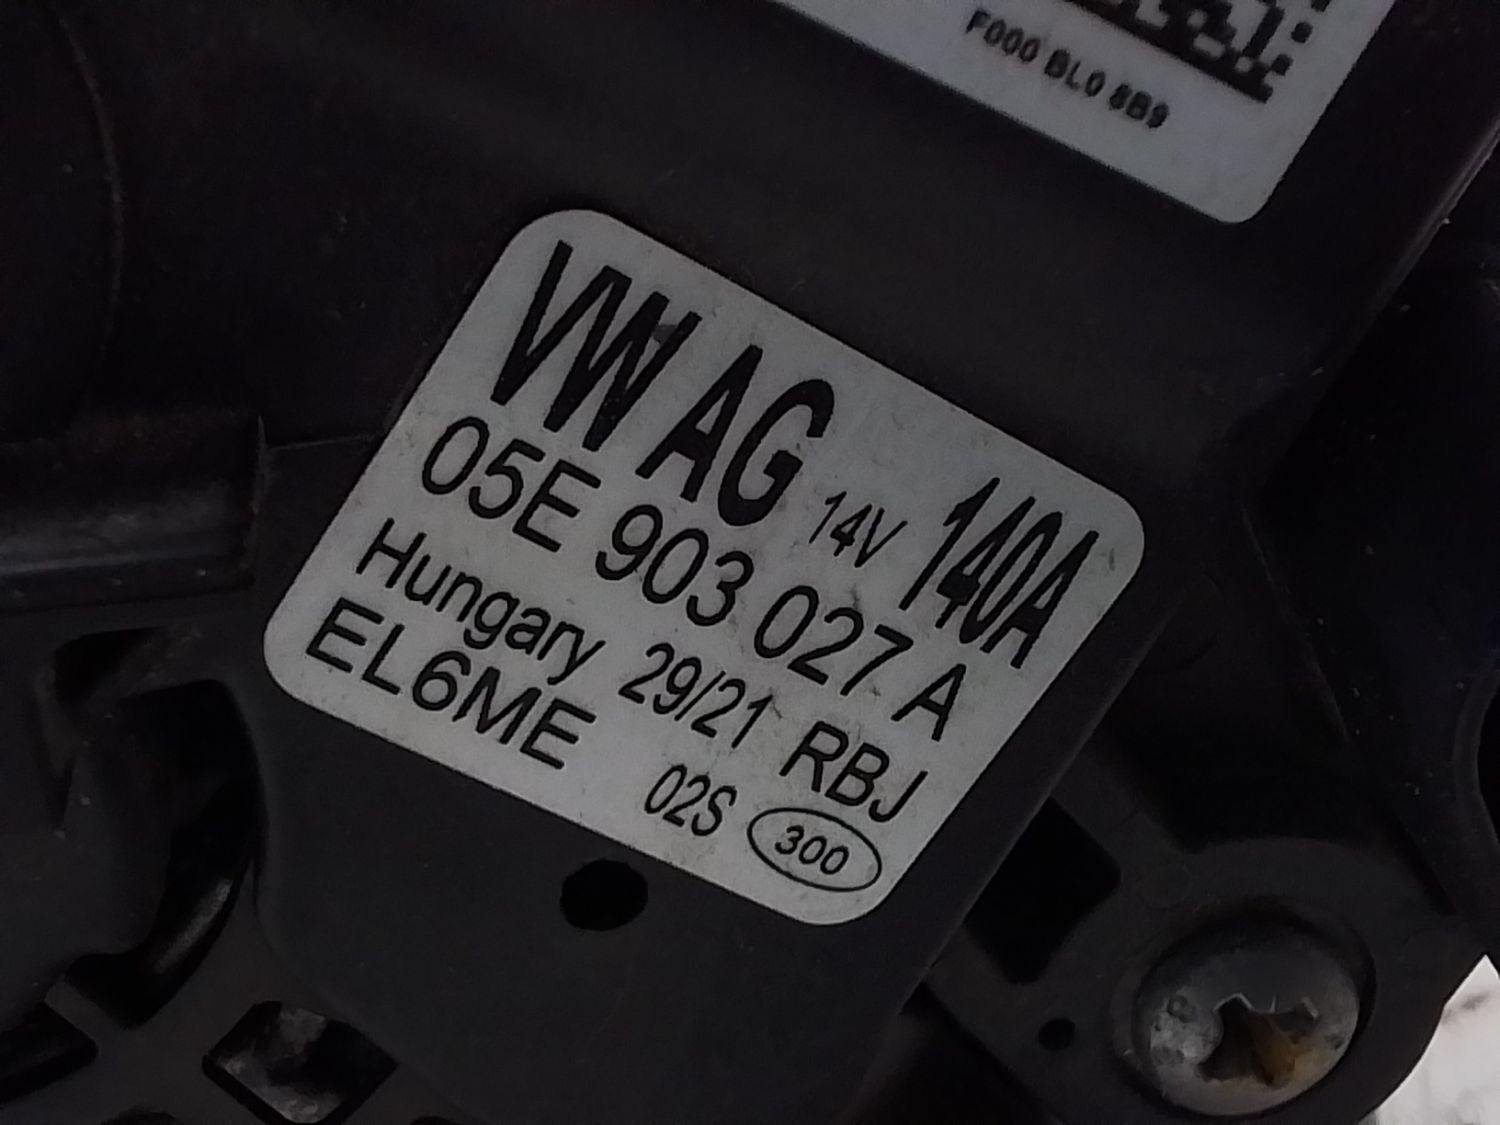 F000 BL0 8B9
VW AG 14V 140A
05E 903 027 A
Hungary 29/21 RBJ
EL6ME 02S 300